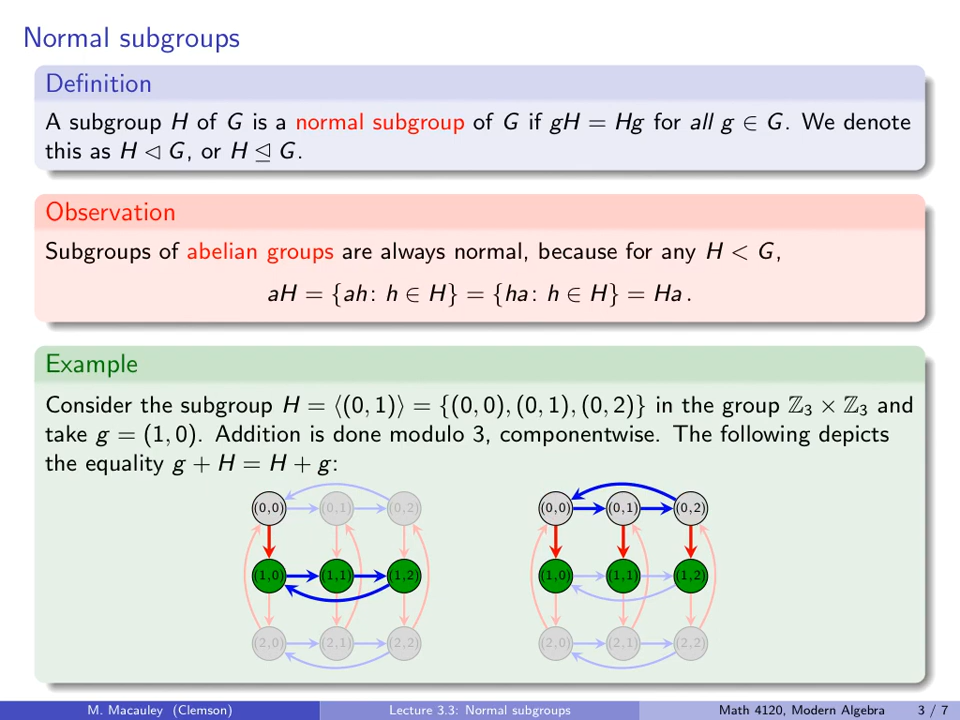 Normal subgroups
Definition
A subgroup H of G is a normal subgroup of G if gH = Hg for all g ∈ G. We denote
this as H ◁ G, or H ⊴ G.
Observation
Subgroups of abelian groups are always normal, because for any H < G,
aH = {ah: h ∈ H} = {ha: h ∈ H} = Ha .
Example
Consider the subgroup H = ⟨(0, 1)⟩ = {(0, 0), (0, 1), (0, 2)} in the group ℤ₃ × ℤ₃ and
take g = (1, 0). Addition is done modulo 3, componentwise. The following depicts
the equality g + H = H + g:
(0,0) (0,1) (0,2) (0,0) (0,1) (0,2)
(1,0) (1,1) (1,2) (1,0) (1,1) (1,2)
(2,0) (2,1) (2,2) (2,0) (2,1) (2,2)
M. Macauley (Clemson) Lecture 3.3: Normal subgroups Math 4120, Modern Algebra 3 / 7